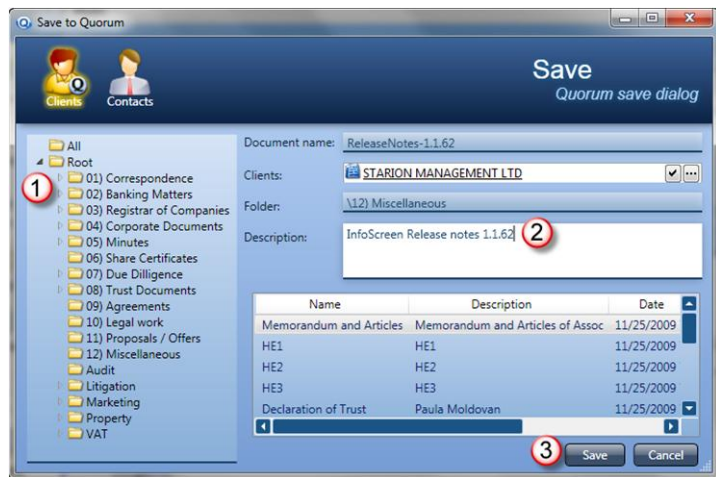 Save to Quorum
Clients
Contacts
Save
Quorum save dialog
All
Root
01) Correspondence
02) Banking Matters
03) Registrar of Companies
04) Corporate Documents
05) Minutes
06) Share Certificates
07) Due Dilligence
08) Trust Documents
09) Agreements
10) Legal work
11) Proposals / Offers
12) Miscellaneous
Audit
Litigation
Marketing
Property
VAT
1
Document name: ReleaseNotes-1.1.62
Clients: STARION MANAGEMENT LTD
Folder: \12) Miscellaneous
Description: InfoScreen Release notes 1.1.62
2
Name Description Date
Memorandum and Articles Memorandum and Articles of Assoc 11/25/2009
HE1 HE1 11/25/2009
HE2 HE2 11/25/2009
HE3 HE3 11/25/2009
Declaration of Trust Paula Moldovan 11/25/2009
3
Save Cancel